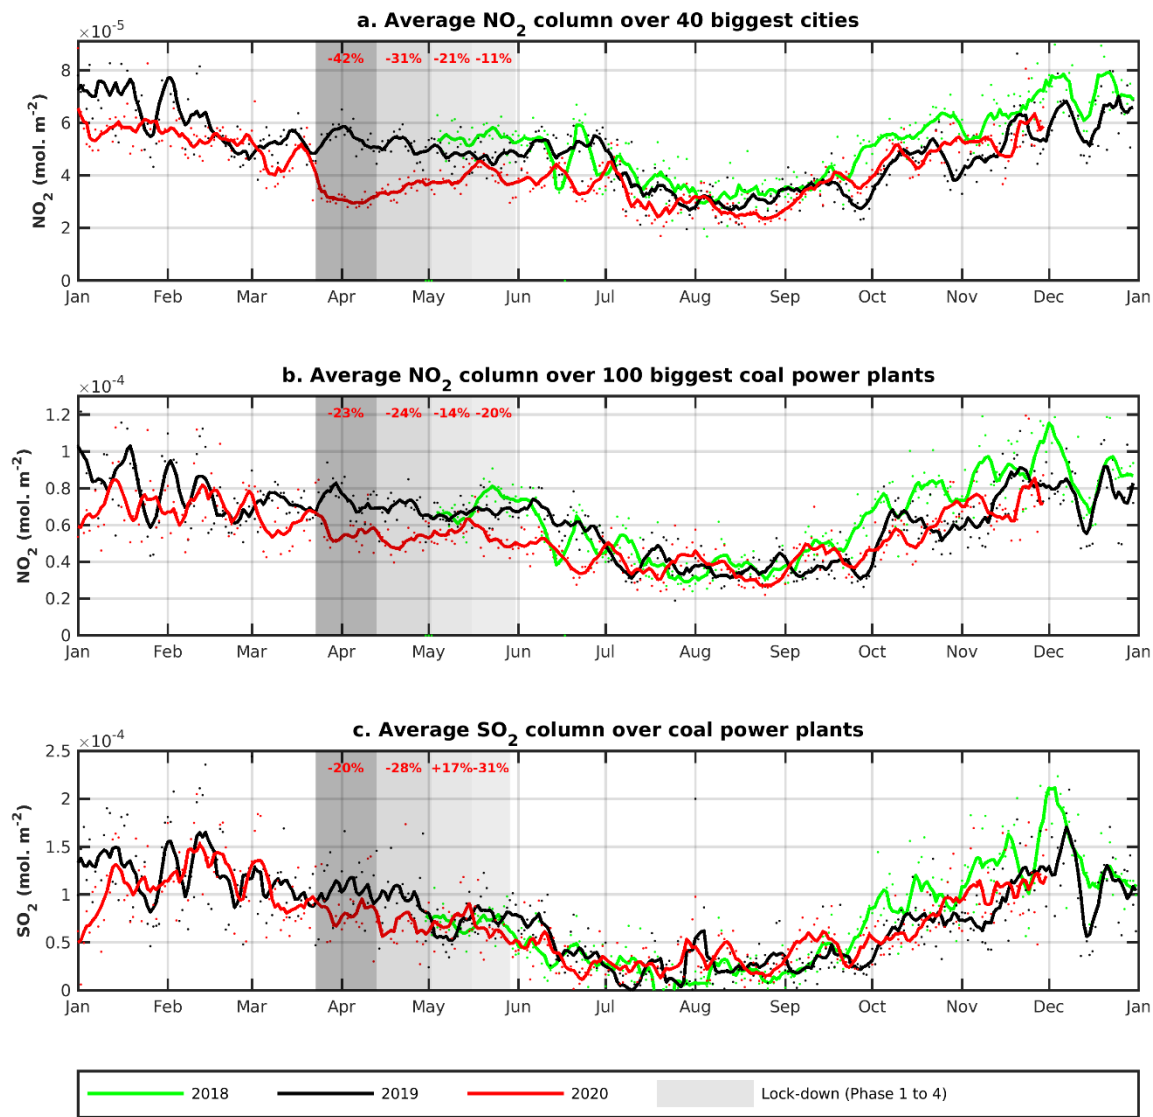 a. Average NO2 column over 40 biggest cities
×10-5
-42% -31% -21% -11%
8
6
4
2
0
NO2 (mol. m-2)
Jan Feb Mar Apr May Jun Jul Aug Sep Oct Nov Dec Jan
b. Average NO2 column over 100 biggest coal power plants
×10-4
-23% -24% -14% -20%
1.2
1
0.8
0.6
0.4
0.2
0
NO2 (mol. m-2)
Jan Feb Mar Apr May Jun Jul Aug Sep Oct Nov Dec Jan
c. Average SO2 column over coal power plants
×10-4
2.5
-20% -28% +17% -31%
2
1.5
1
0.5
0
SO2 (mol. m-2)
Jan Feb Mar Apr May Jun Jul Aug Sep Oct Nov Dec Jan
2018 2019 2020 Lock-down (Phase 1 to 4)